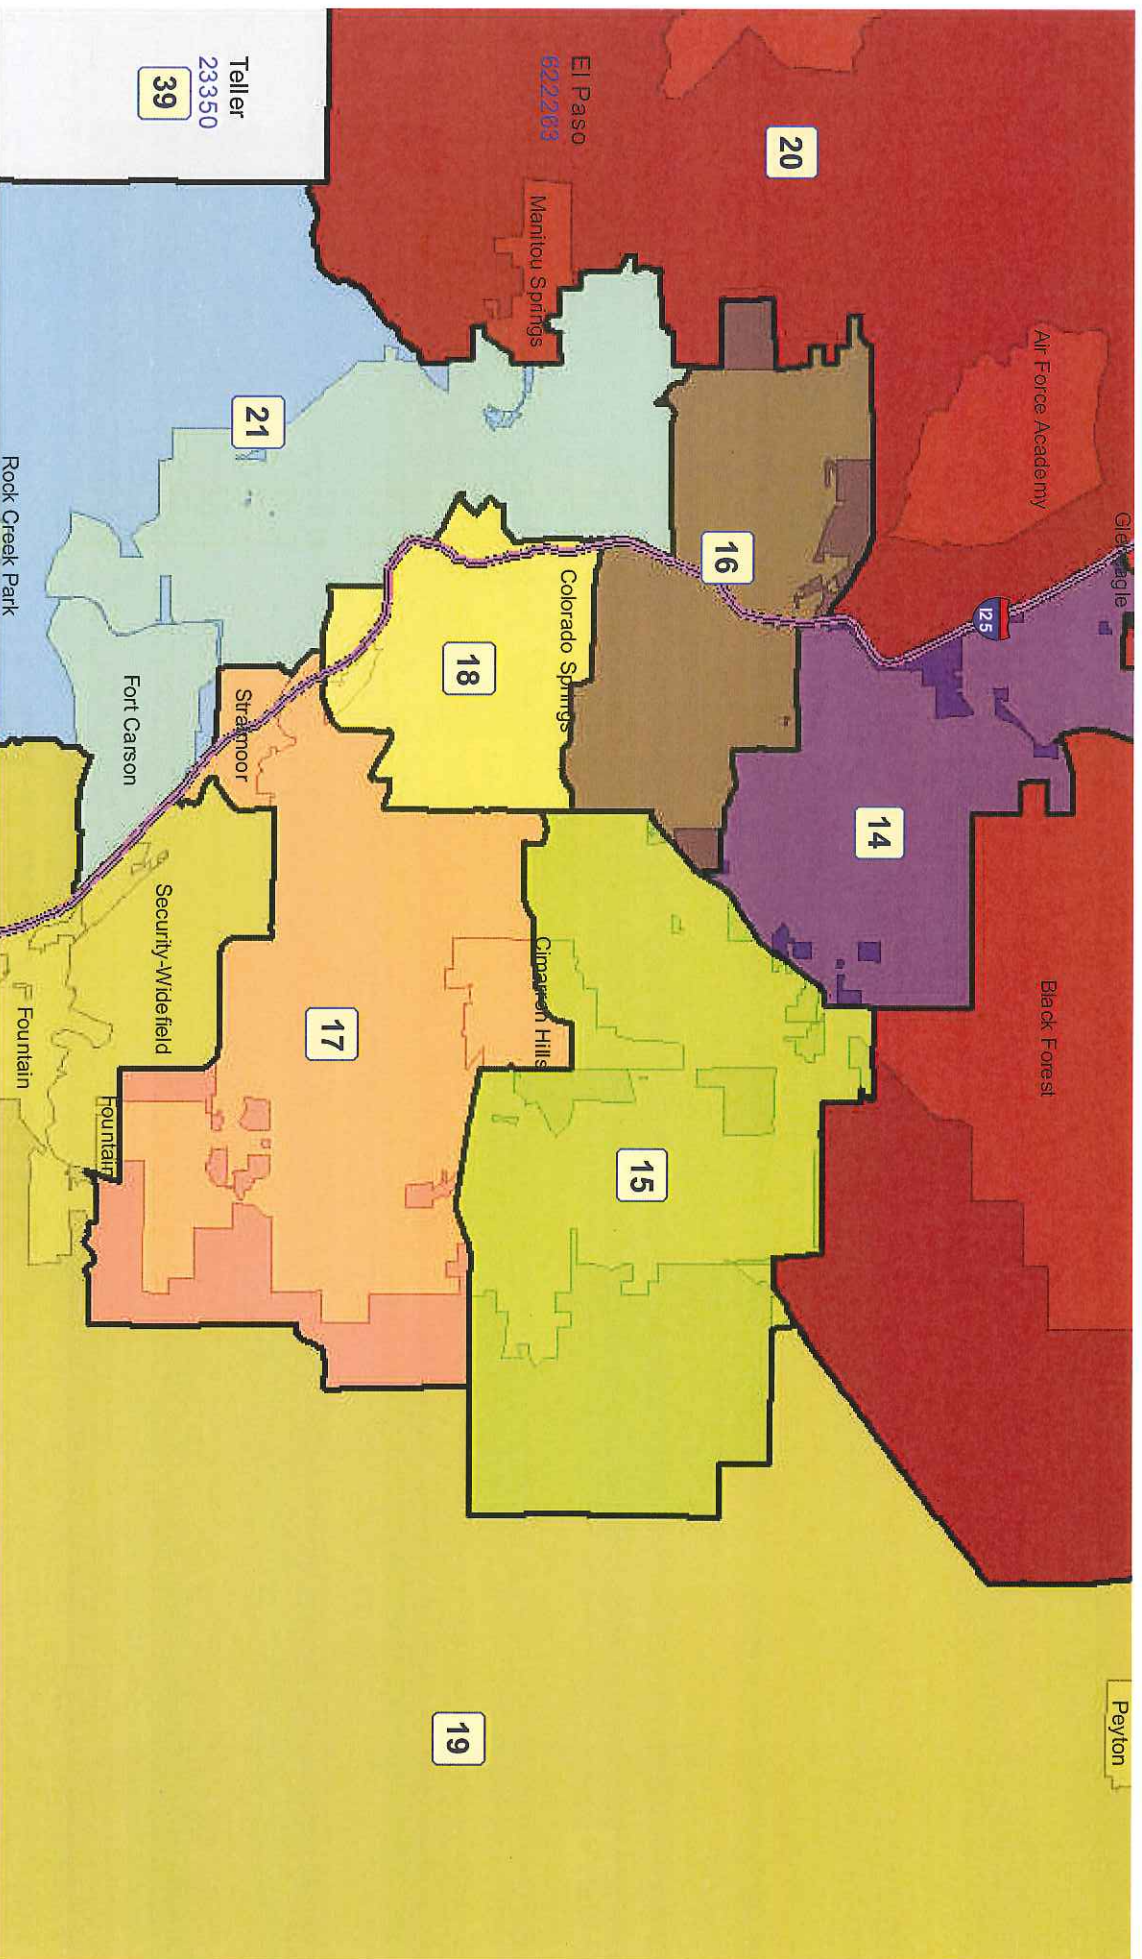 Gleneagle
Peyton
Air Force Academy
I25
Black Forest
20
14
16
El Paso
622263
15
Manitou Springs
Colorado Springs
Cimarron Hills
18
19
17
21
Teller
23350
39
Stratmoor
Security-Widefield
Fort Carson
Fountain
Fountain
Rock Creek Park